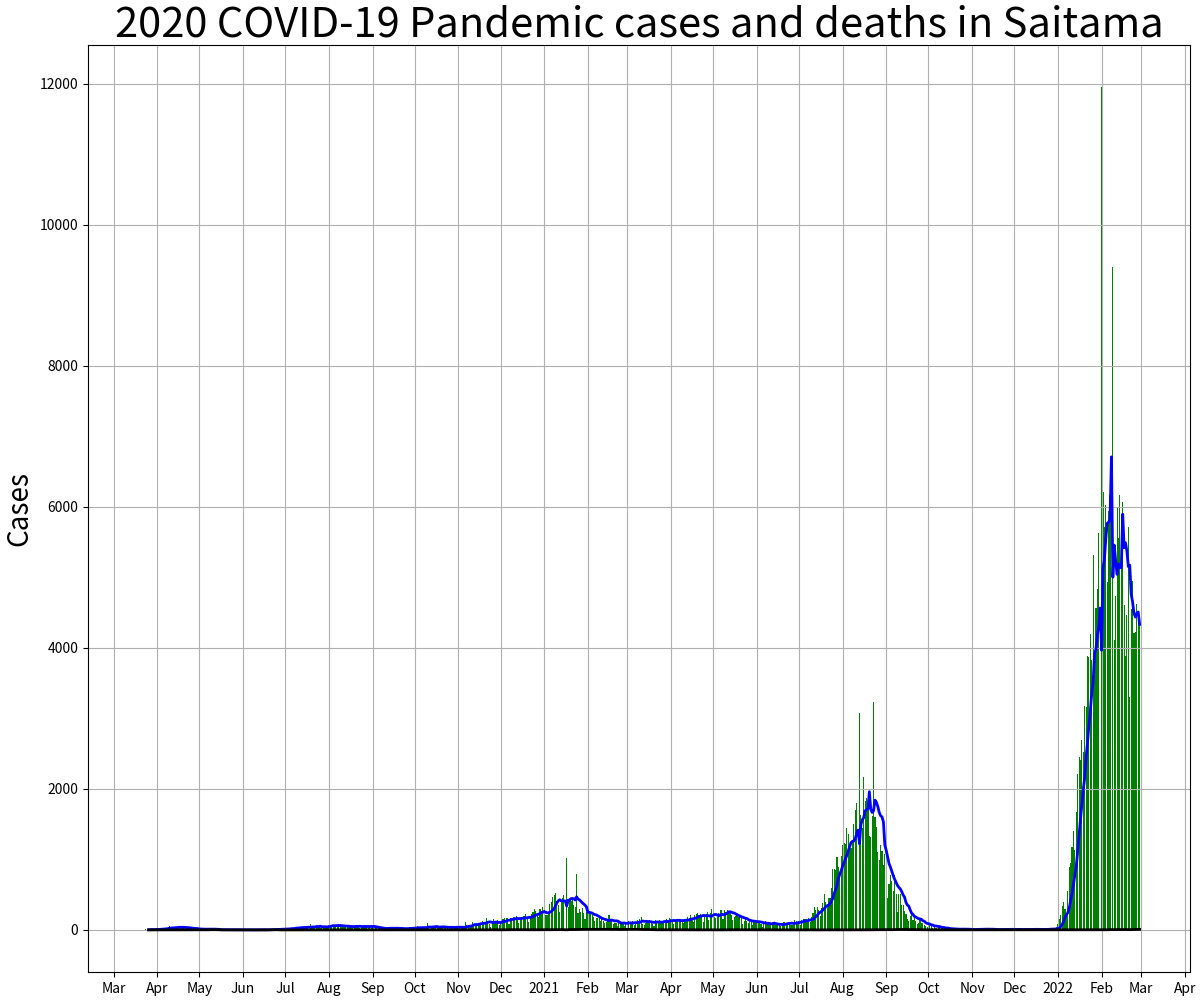 2020 COVID-19 Pandemic cases and deaths in Saitama
12000
10000
8000
6000
4000
2000
0
Cases
Mar Apr May Jun Jul Aug Sep Oct Nov Dec 2021 Feb Mar Apr May Jun Jul Aug Sep Oct Nov Dec 2022 Feb Mar Apr